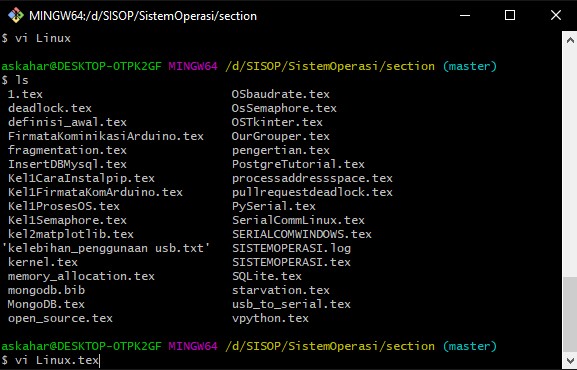 MINGW64:/d/SISOP/SistemOperasi/section
$ vi Linux
askahar@DESKTOP-OTPK2GF MINGW64 /d/SISOP/SistemOperasi/section (master)
$ ls
1.tex OSbaudrate.tex
deadlock.tex OsSemaphore.tex
definisi_awal.tex OSTkinter.tex
FirmataKominikasiArduino.tex OurGrouper.tex
fragmentation.tex pengertian.tex
InsertDBMysql.tex PostgreTutorial.tex
Kel1CaraInstalpip.tex processaddressspace.tex
Kel1FirmataKomArduino.tex pullrequestdeadlock.tex
Kel1ProsesOS.tex PySerial.tex
Kel1Semaphore.tex SerialCommLinux.tex
kel2matplotlib.tex SERIALCOMWINDOWS.tex
'kelebihan_penggunaan usb.txt' SISTEMOPERASI.log
kernel.tex SISTEMOPERASI.tex
memory_allocation.tex SQLite.tex
mongodb.bib starvation.tex
MongoDB.tex usb_to_serial.tex
open_source.tex vpython.tex
askahar@DESKTOP-OTPK2GF MINGW64 /d/SISOP/SistemOperasi/section (master)
$ vi Linux.tex